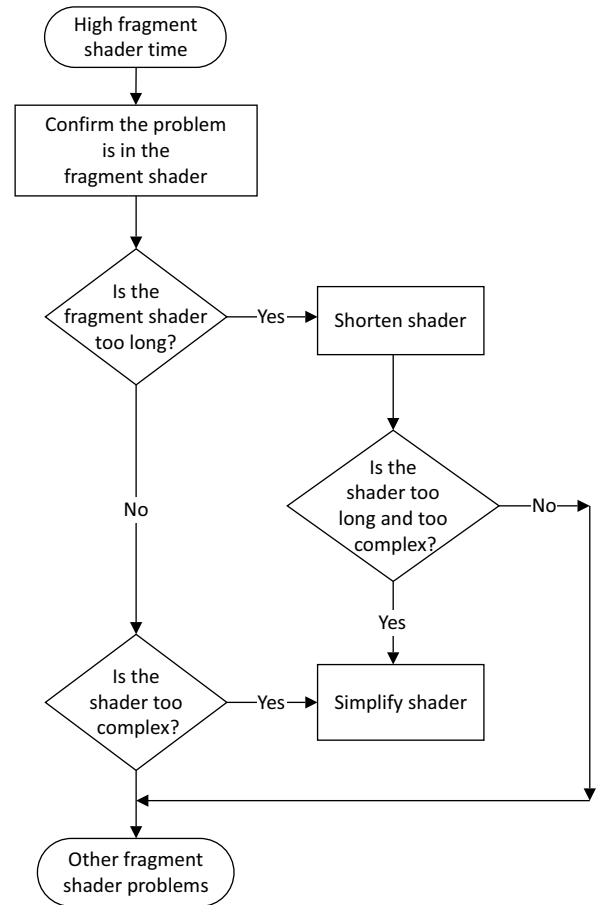 High fragment
shader time
Confirm the problem
is in the
fragment shader
Is the
fragment shader
too long?
Yes
Shorten shader
Is the
shader too
long and too
complex?
No
No
Yes
Is the
shader too
complex?
Yes
Simplify shader
Other fragment
shader problems